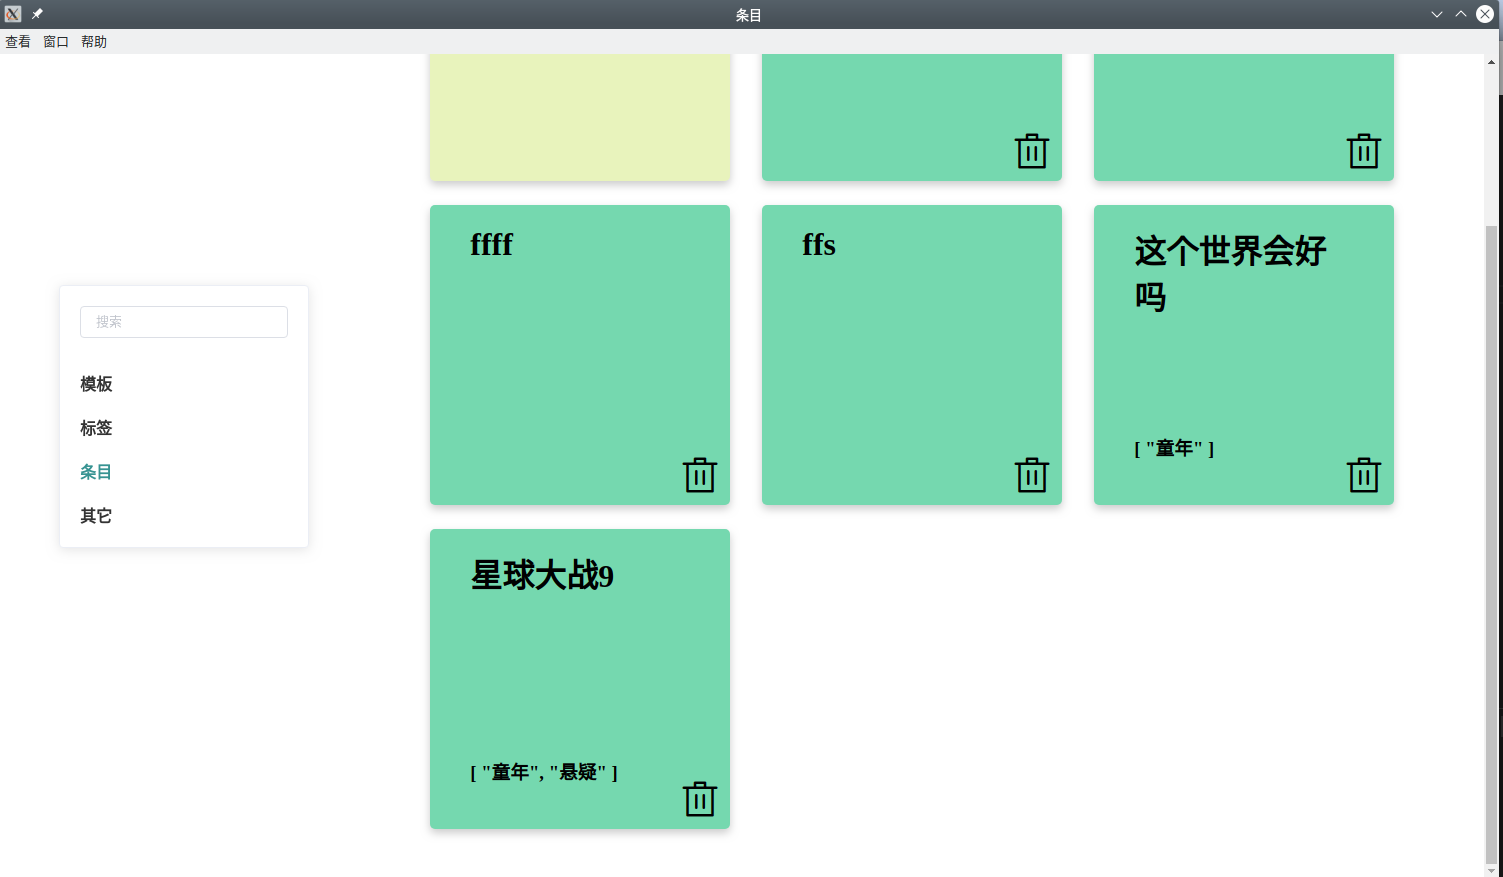 条目
查看 窗口 帮助
搜索
模板
标签
条目
其它
ffff
ffs
这个世界会好
吗
[ "童年" ]
星球大战9
[ "童年", "悬疑" ]